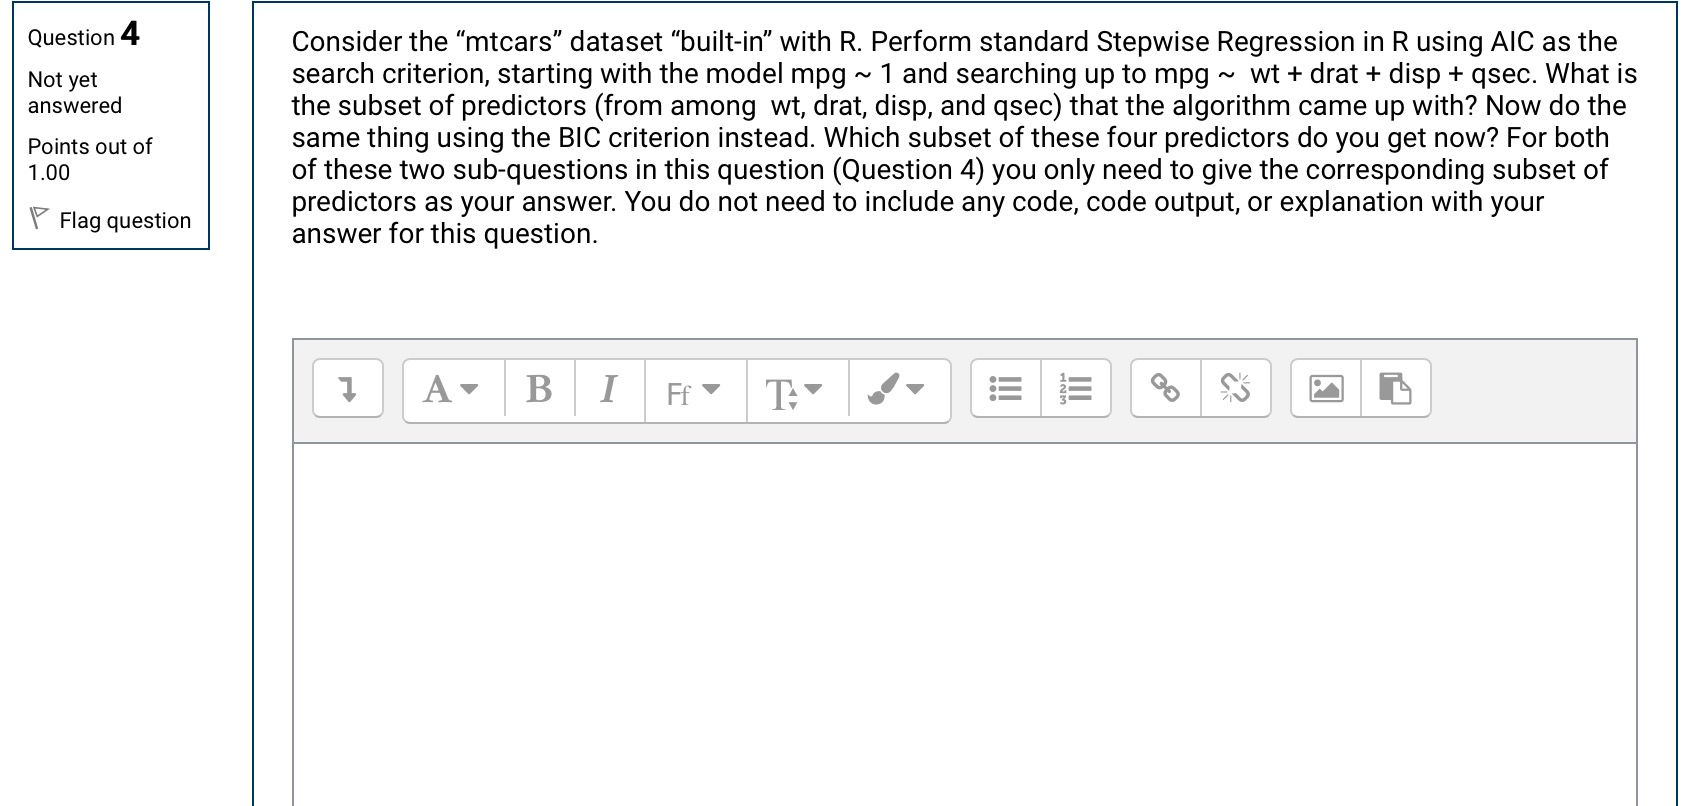 Question 4
Not yet
answered
Points out of
1.00
Flag question
Consider the “mtcars” dataset “built-in” with R. Perform standard Stepwise Regression in R using AIC as the
search criterion, starting with the model mpg ~ 1 and searching up to mpg ~  wt + drat + disp + qsec. What is
the subset of predictors (from among  wt, drat, disp, and qsec) that the algorithm came up with? Now do the
same thing using the BIC criterion instead. Which subset of these four predictors do you get now? For both
of these two sub-questions in this question (Question 4) you only need to give the corresponding subset of
predictors as your answer. You do not need to include any code, code output, or explanation with your
answer for this question.
A B I Ff T 1 2 3